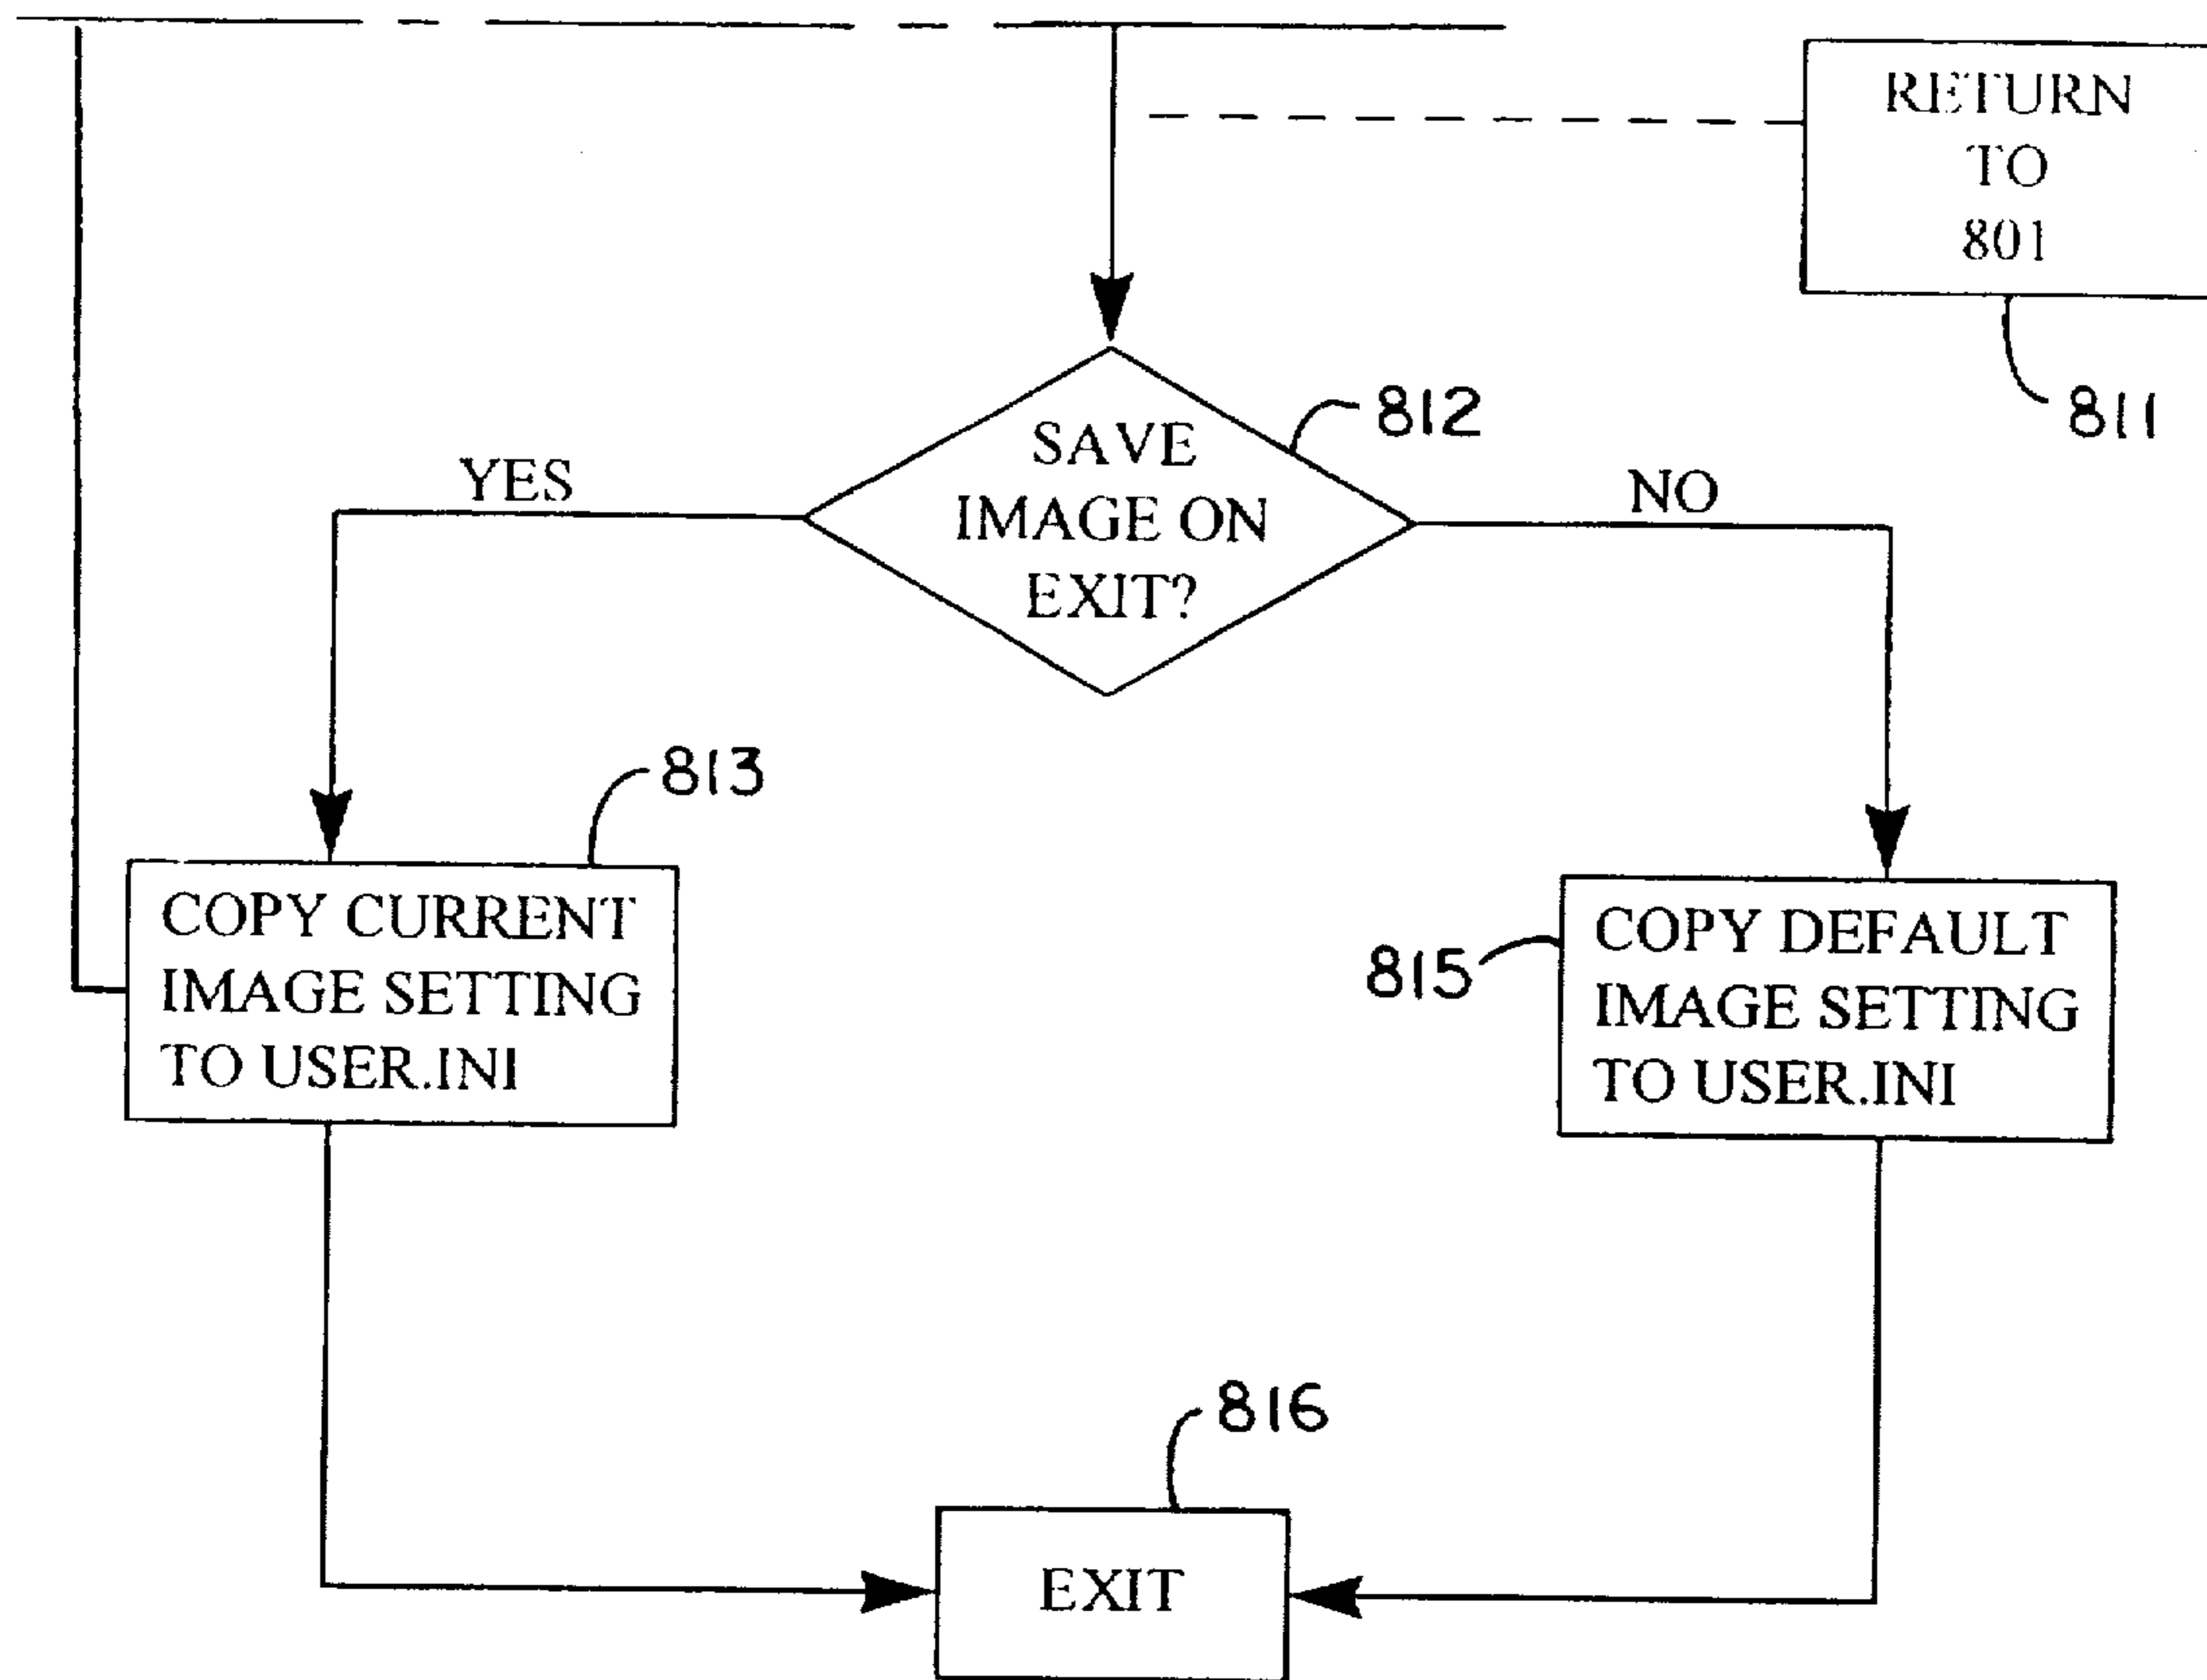 RETURN
TO
801
811
812
SAVE
IMAGE ON
EXIT?
YES
NO
813
COPY CURRENT
IMAGE SETTING
TO USER.INI
815
COPY DEFAULT
IMAGE SETTING
TO USER.INI
816
EXIT